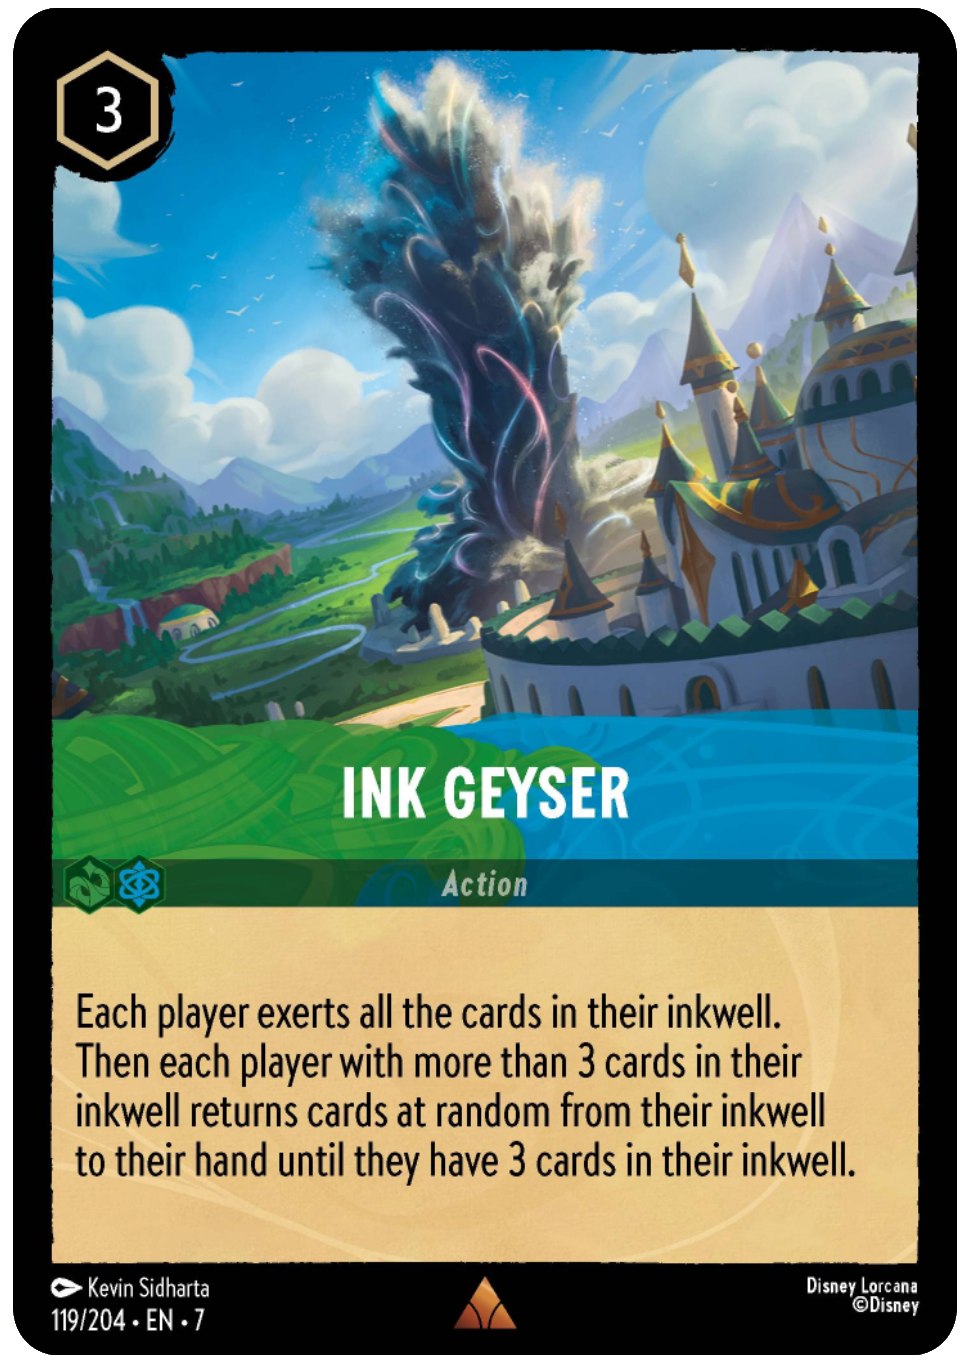 3
INK GEYSER
Action
Each player exerts all the cards in their inkwell.
Then each player with more than 3 cards in their
inkwell returns cards at random from their inkwell
to their hand until they have 3 cards in their inkwell.
Kevin Sidharta
119/204 • EN • 7
Disney Lorcana
©Disney